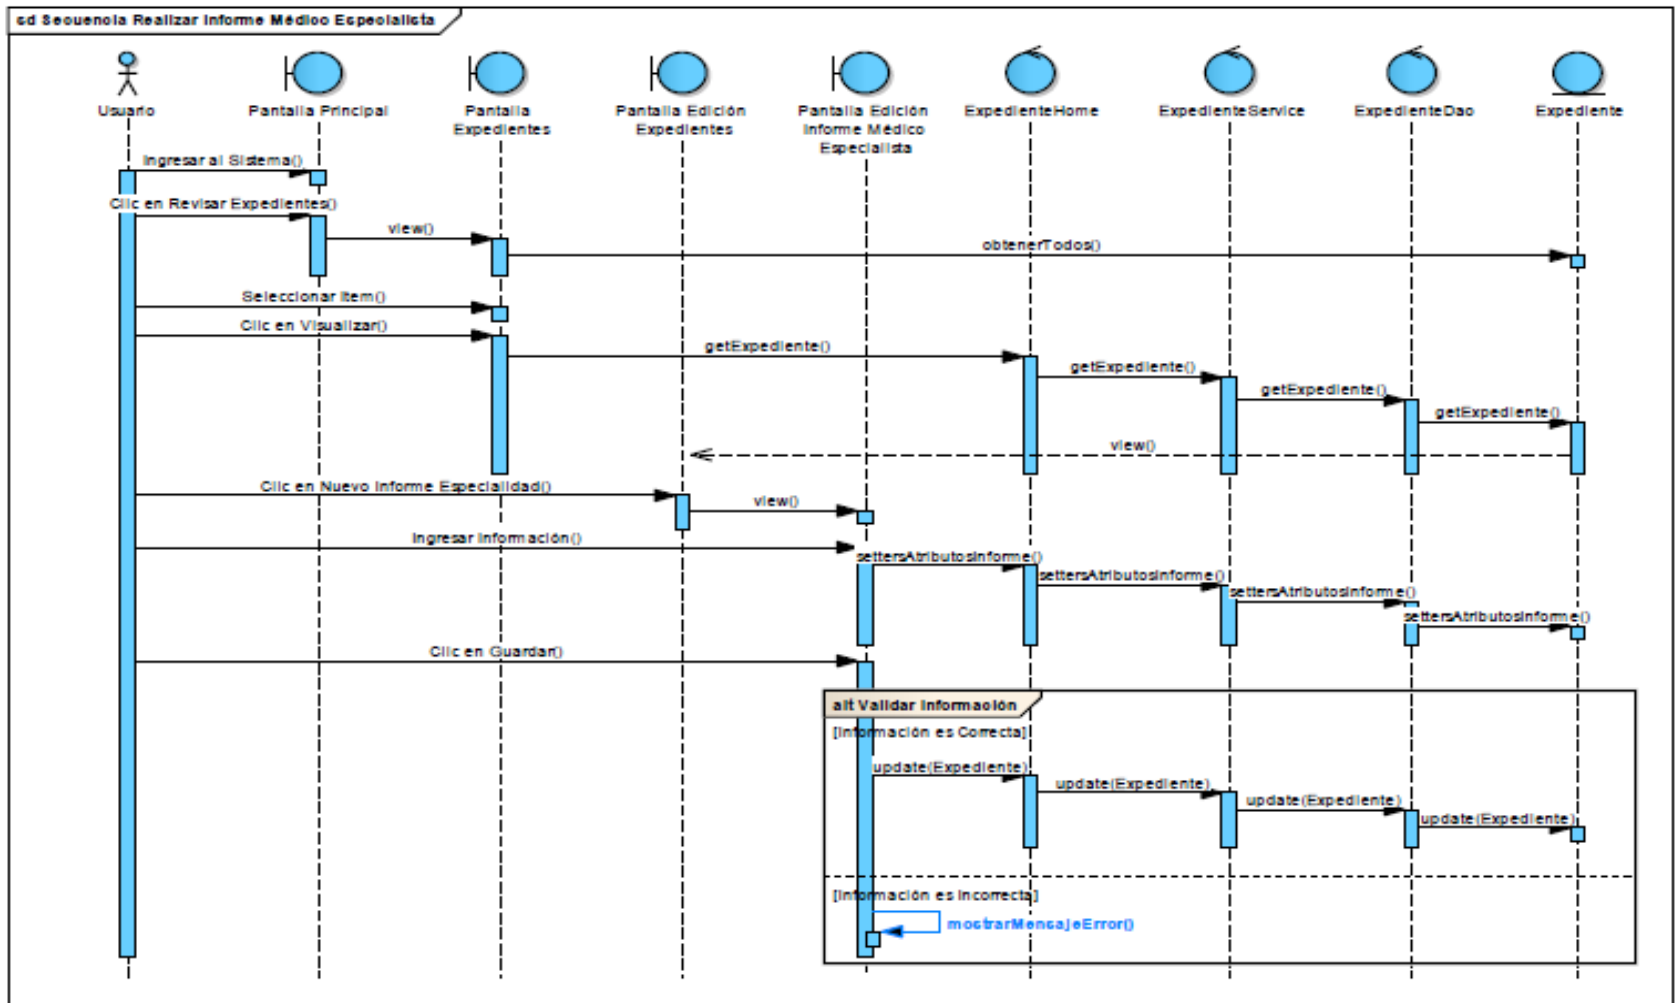 sd Secuencia Realizar Informe Médico Especialista
Usuario
Pantalla Principal
Pantalla
Expedientes
Pantalla Edición
Expedientes
Pantalla Edición
Informe Médico
Especialista
ExpedienteHome
ExpedienteService
ExpedienteDao
Expediente
Ingresar al Sistema()
Clic en Revisar Expedientes()
view()
obtenerTodos()
Seleccionar Item()
Clic en Visualizar()
getExpediente()
getExpediente()
getExpediente()
getExpediente()
view()
Clic en Nuevo Informe Especialidad()
view()
Ingresar Información()
settersAtributosInforme()
settersAtributosInforme()
settersAtributosInforme()
settersAtributosInforme()
Clic en Guardar()
alt Validar Información
[Información es Correcta]
update(Expediente)
update(Expediente)
update(Expediente)
update(Expediente)
[Información es Incorrecta]
mostrarMensajeError()